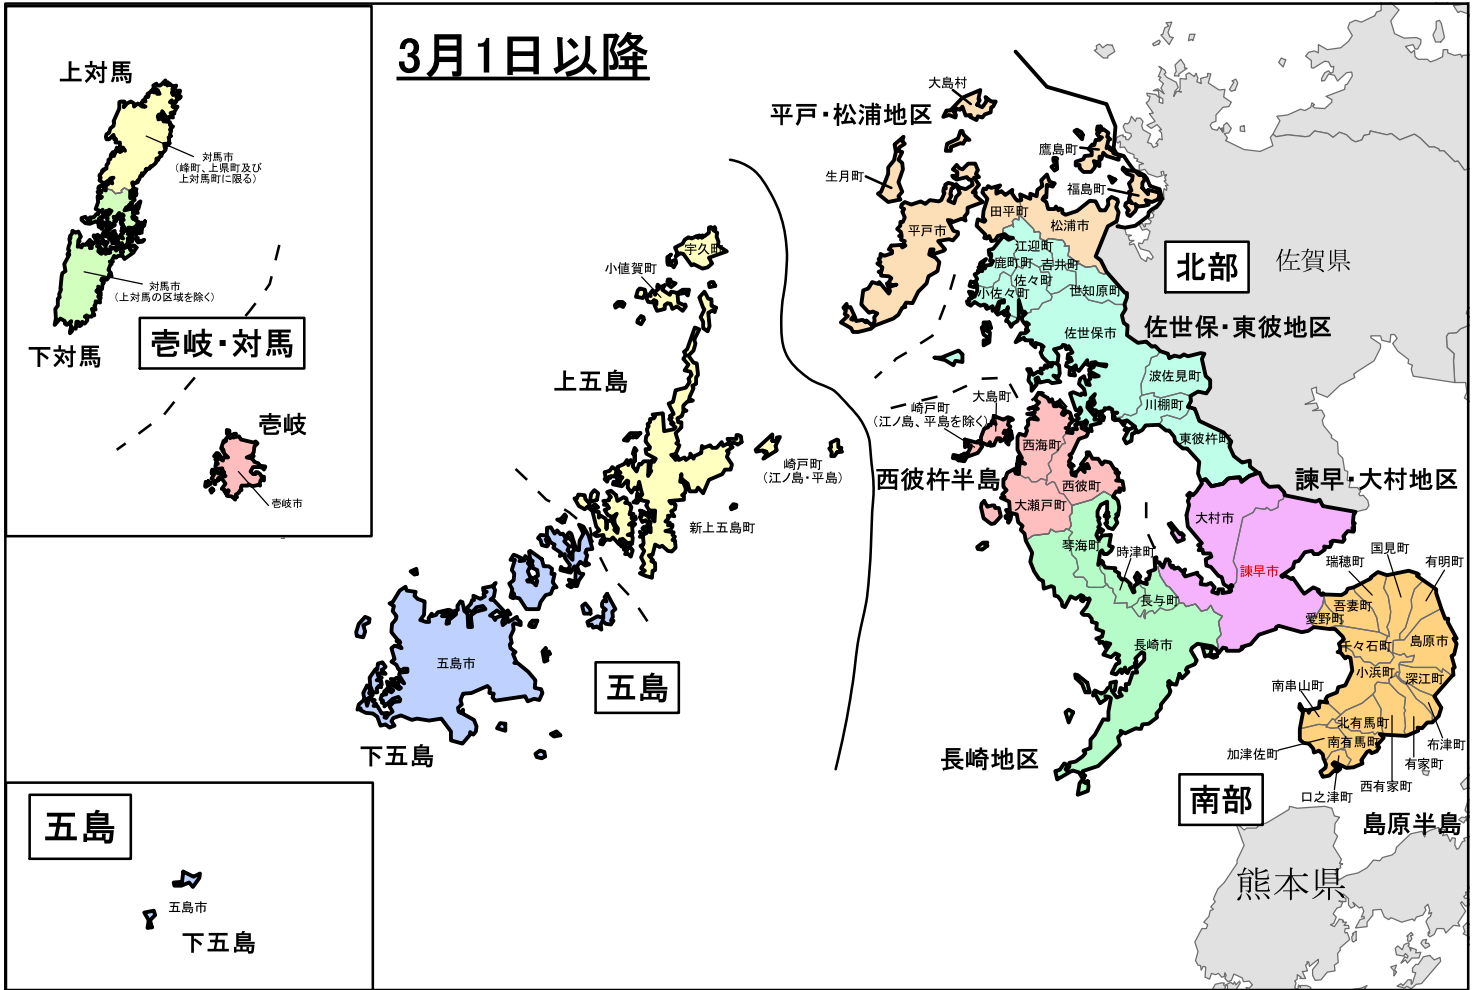 3月1日以降
上対馬
対馬市
(峰町、上県町及び
上対馬町に限る)
対馬市
(上対馬の区域を除く)
下対馬
壱岐・対馬
壱岐
壱岐市
平戸・松浦地区
大島村
鷹島町
生月町
福島町
田平町
平戸市
松浦市
江迎町
鹿町町
吉井町
佐々町
小佐々町
世知原町
北部
佐賀県
佐世保市
佐世保・東彼地区
波佐見町
川棚町
東彼杵町
宇久町
小値賀町
上五島
崎戸町
(江ノ島・平島)
新上五島町
大島町
崎戸町
(江ノ島、平島を除く)
西海町
西彼杵半島
西彼町
大瀬戸町
諫早・大村地区
大村市
琴海町
時津町
諫早市
長与町
長崎市
国見町
瑞穂町
有明町
吾妻町
愛野町
千々石町
島原市
小浜町
深江町
南串山町
北有馬町
南有馬町
布津町
加津佐町
有家町
西有家町
口之津町
五島市
五島
下五島
長崎地区
南部
島原半島
熊本県
五島
五島市
下五島